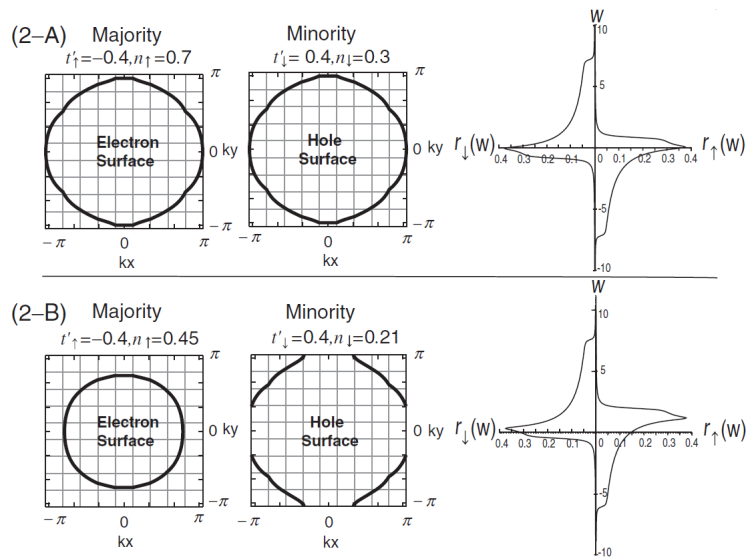 (2–A) Majority Minority
t'↑=−0.4,n↑=0.7 t'↓= 0.4,n↓=0.3
Electron
Surface
Hole
Surface
π
0 ky
−π
−π 0 π
kx
π
0 ky
−π
−π 0 π
kx
W
10
5
r↓(w) r↑(w)
0.4 0.3 0.2 0.1 0 0.1 0.2 0.3 0.4
-5
-10
(2–B) Majority Minority
t'↑=−0.4,n↑=0.45 t'↓=0.4,n↓=0.21
Electron
Surface
Hole
Surface
π
0 ky
−π
−π 0 π
kx
π
0 ky
−π
−π 0 π
kx
W
10
5
r↓(w) r↑(w)
0.4 0.3 0.2 0.1 0 0.1 0.2 0.3 0.4
-5
-10